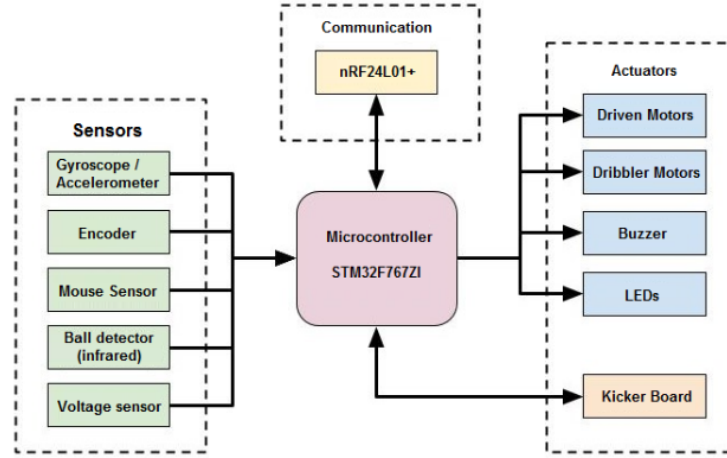 Communication
nRF24L01+
Sensors
Gyroscope /
Accelerometer
Encoder
Mouse Sensor
Ball detector
(infrared)
Voltage sensor
Microcontroller
STM32F767ZI
Actuators
Driven Motors
Dribbler Motors
Buzzer
LEDs
Kicker Board